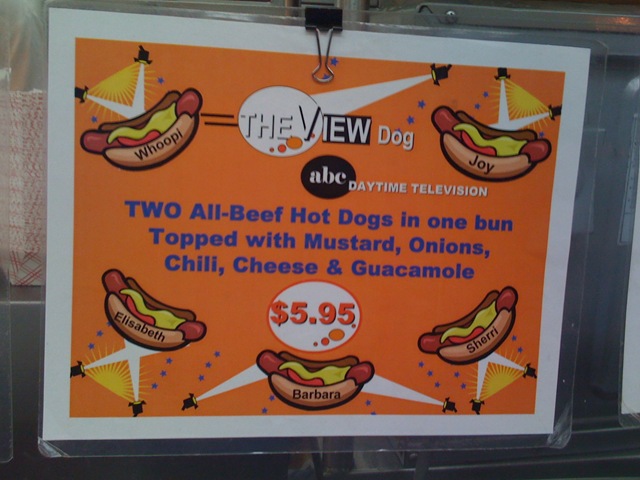 Whoopi
THE VIEW Dog
Joy
abc DAYTIME TELEVISION
TWO All-Beef Hot Dogs in one bun
Topped with Mustard, Onions,
Chili, Cheese & Guacamole
Elisabeth
$5.95
Sherri
Barbara